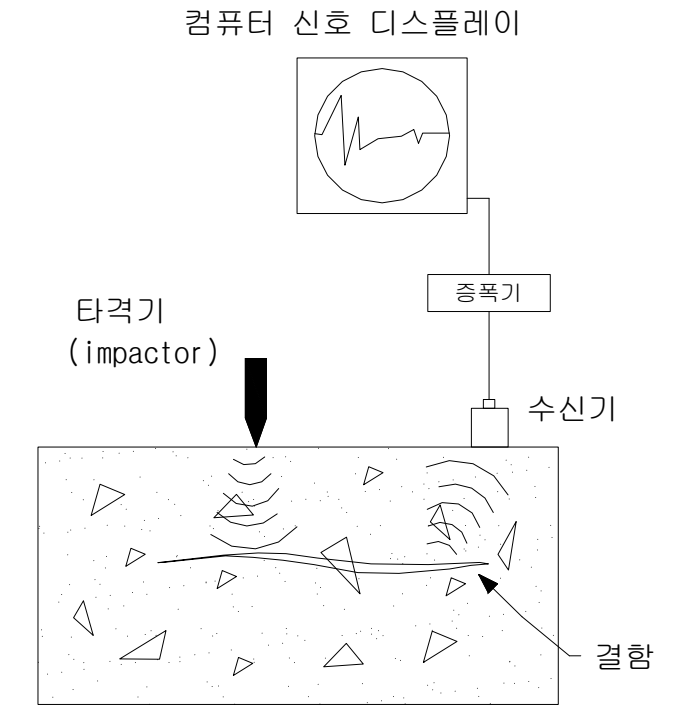 컴퓨터 신호 디스플레이
증폭기
타격기
(impactor)
수신기
결함